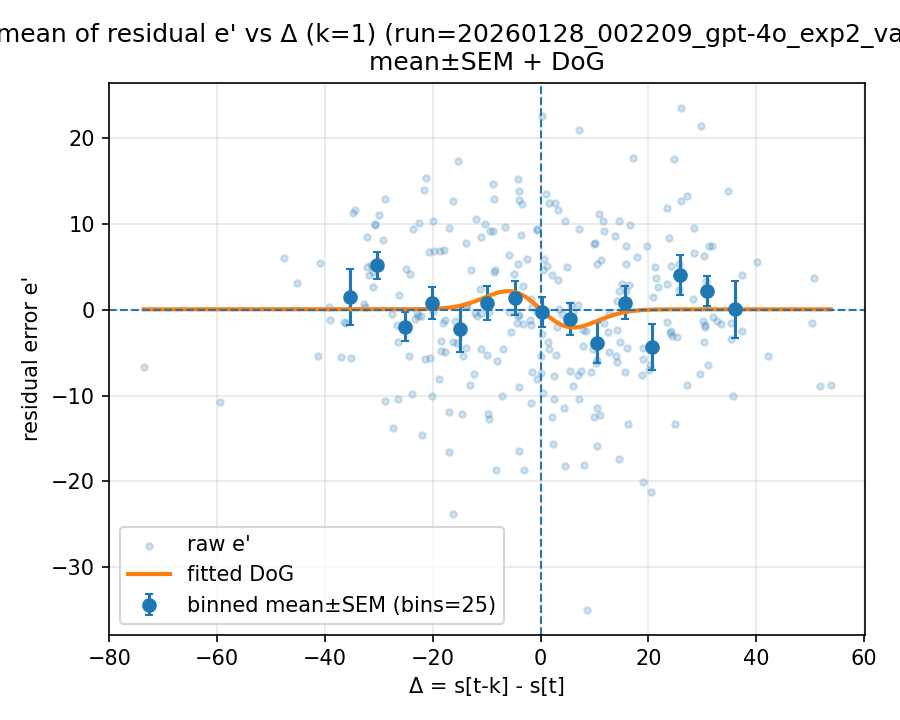 mean of residual e' vs Δ (k=1) (run=20260128_002209_gpt-4o_exp2_va
mean±SEM + DoG
residual error e'
20
10
0
−10
−20
−30
raw e'
fitted DoG
binned mean±SEM (bins=25)
−80
−60
−40
−20
0
20
40
60
Δ = s[t-k] - s[t]